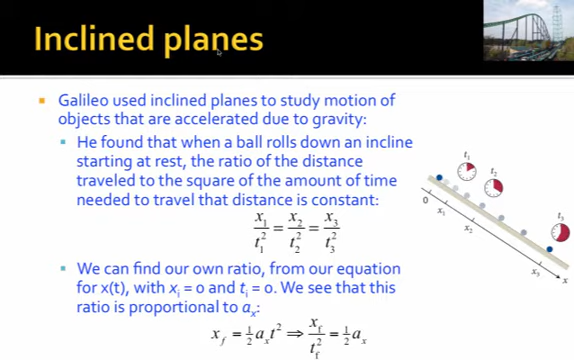 Inclined planes
Galileo used inclined planes to study motion of
objects that are accelerated due to gravity:
He found that when a ball rolls down an incline
starting at rest, the ratio of the distance
traveled to the square of the amount of time
needed to travel that distance is constant:
x₁/t₁² = x₂/t₂² = x₃/t₃²
We can find our own ratio, from our equation
for x(t), with xᵢ = 0 and tᵢ = 0. We see that this
ratio is proportional to aₓ:
x_f = ½ aₓt² ⇒ x_f/t_f² = ½ aₓ
t₁
t₂
t₃
0
x₁
x₂
x₃
x